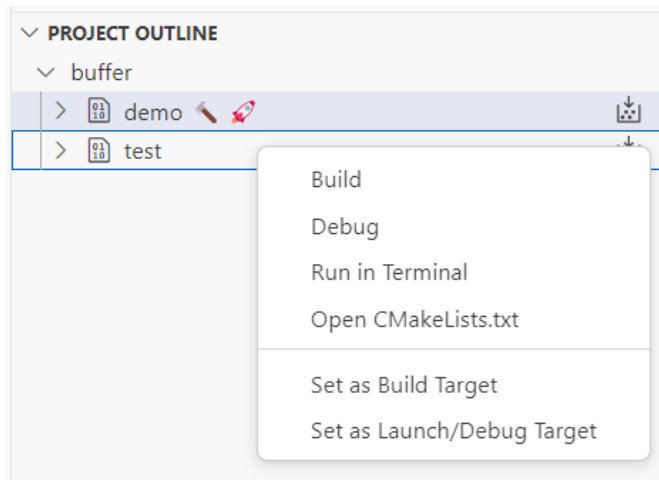 PROJECT OUTLINE
buffer
demo
test
Build
Debug
Run in Terminal
Open CMakeLists.txt
Set as Build Target
Set as Launch/Debug Target